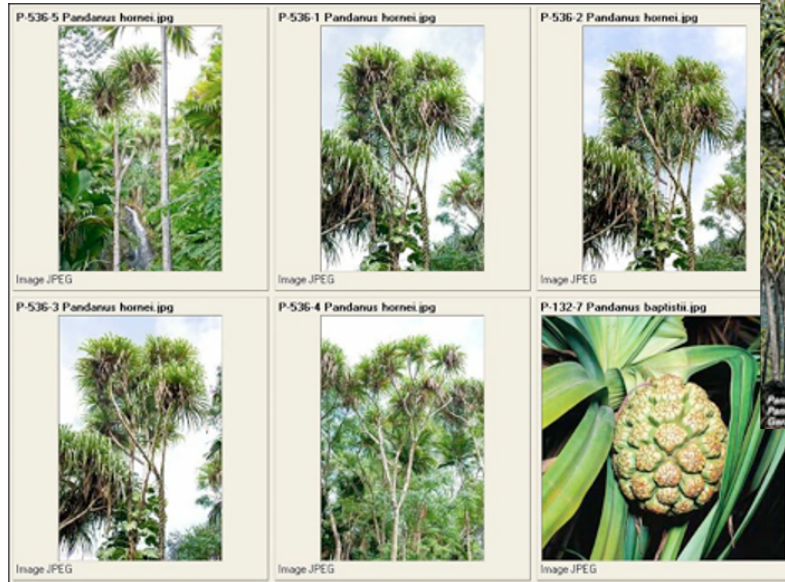 P-536-5 Pandanus hornei.jpg
P-536-1 Pandanus hornei.jpg
P-536-2 Pandanus hornei.jpg
Image JPEG
Image JPEG
Image JPEG
P-536-3 Pandanus hornei.jpg
P-536-4 Pandanus hornei.jpg
P-132-7 Pandanus baptistii.jpg
Image JPEG
Image JPEG
Image JPEG